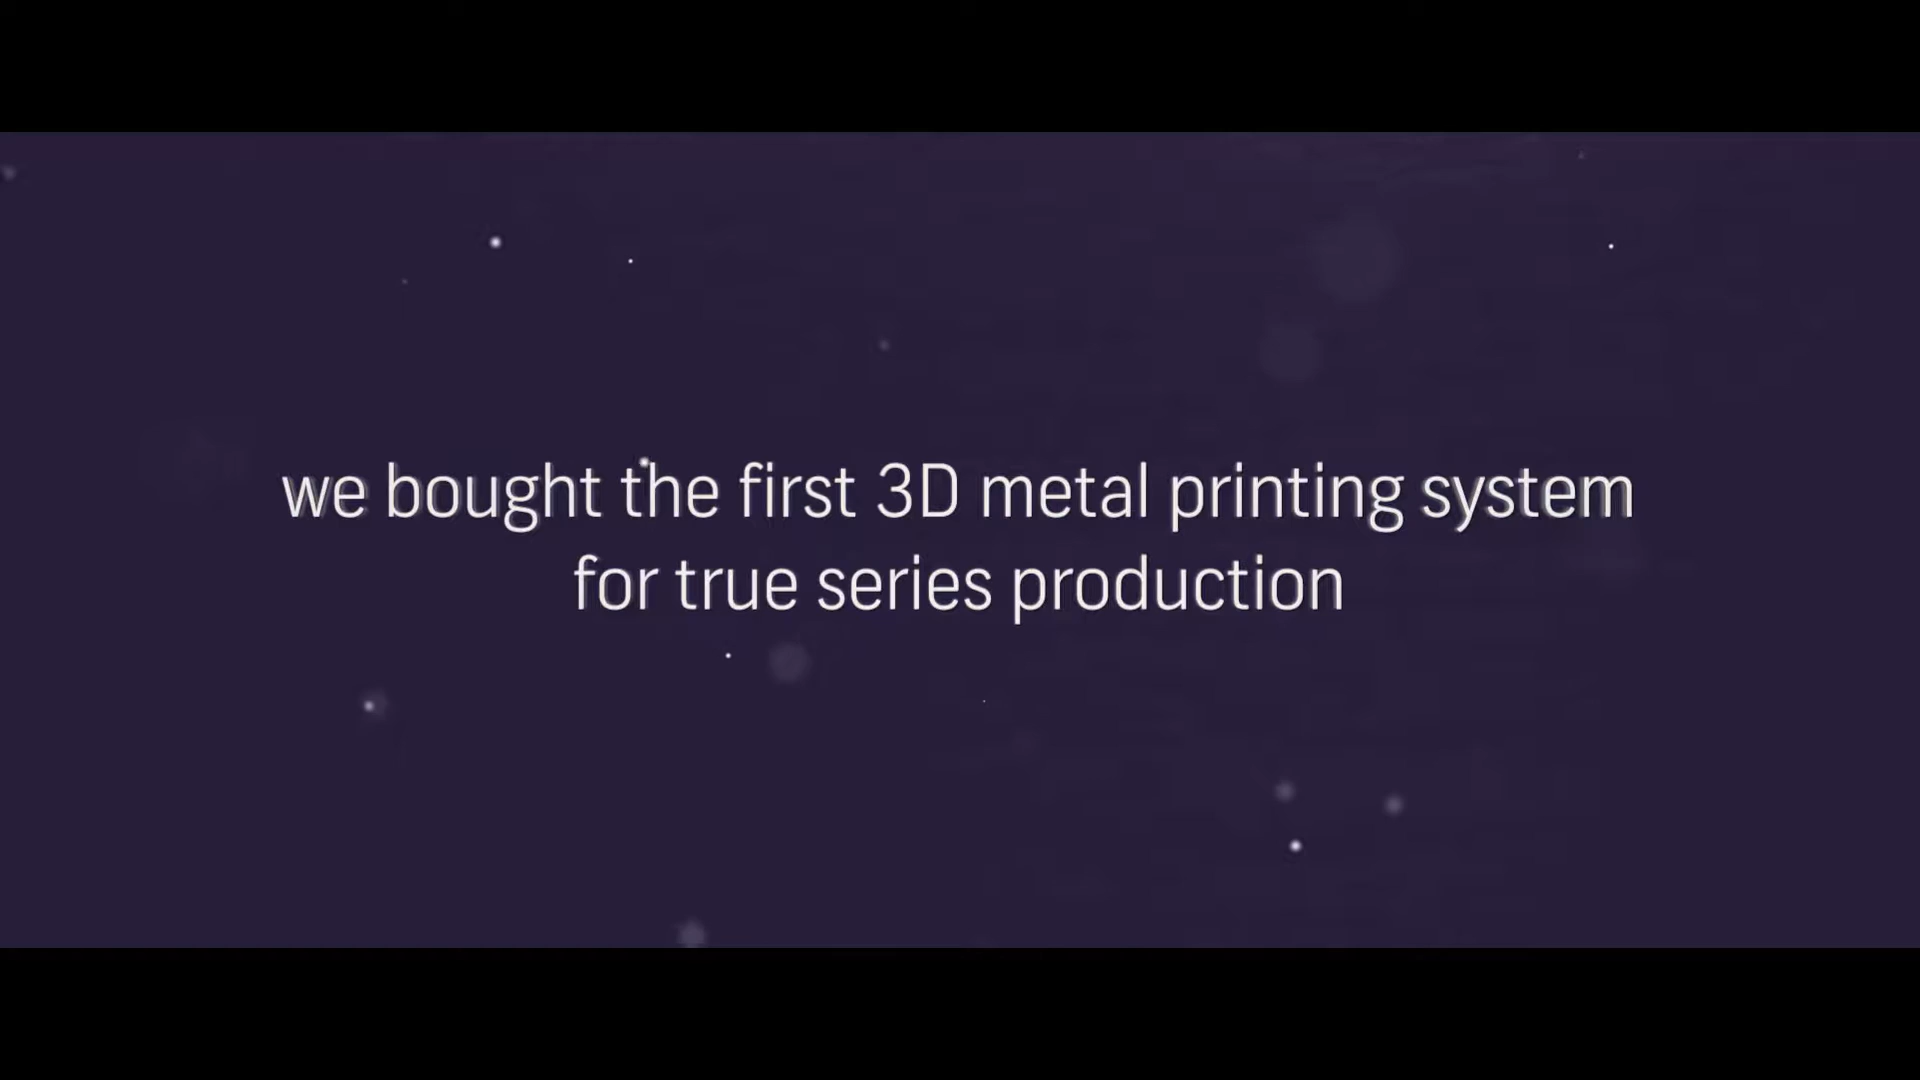 we bought the first 3D metal printing system
for true series production